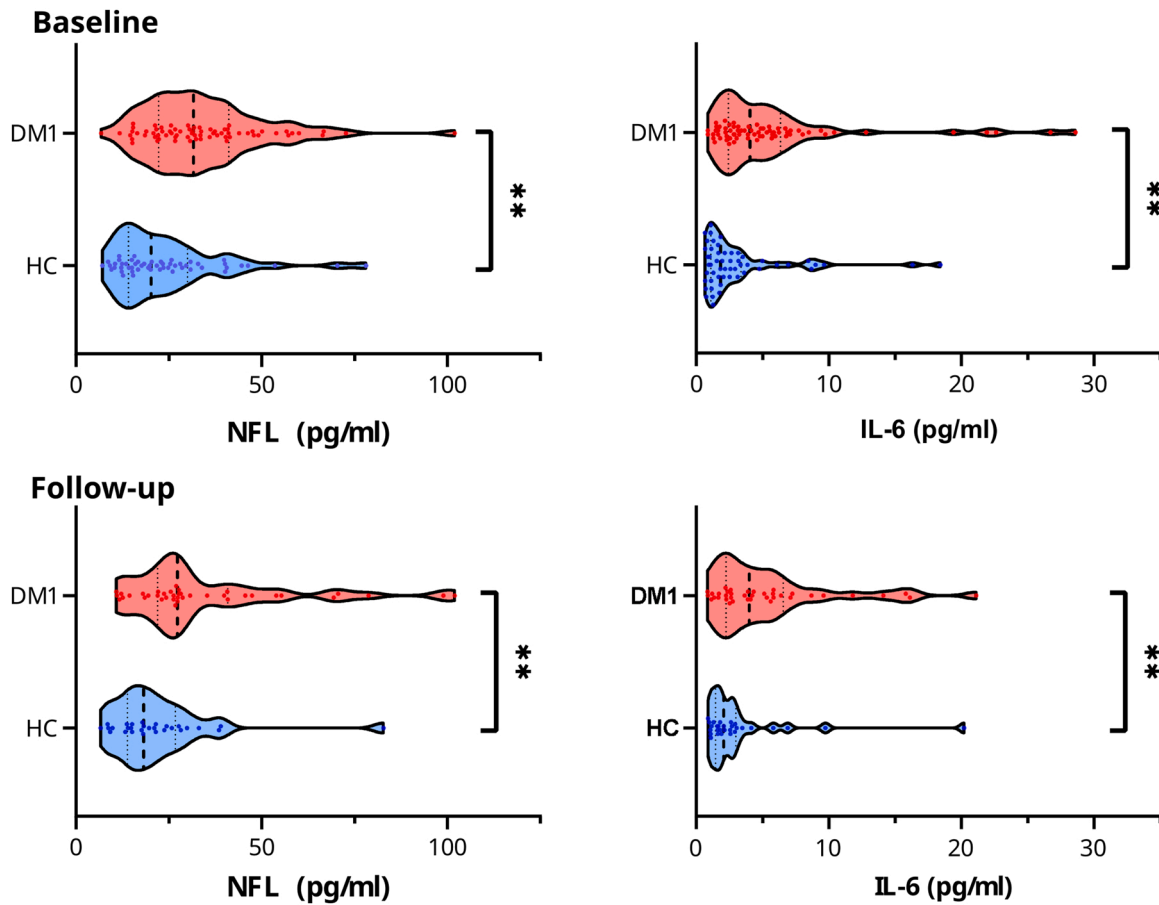 Baseline
DM1
HC
**
0 50 100
NFL (pg/ml)
DM1
HC
**
0 10 20 30
IL-6 (pg/ml)
Follow-up
DM1
HC
**
0 50 100
NFL (pg/ml)
DM1
HC
**
0 10 20 30
IL-6 (pg/ml)